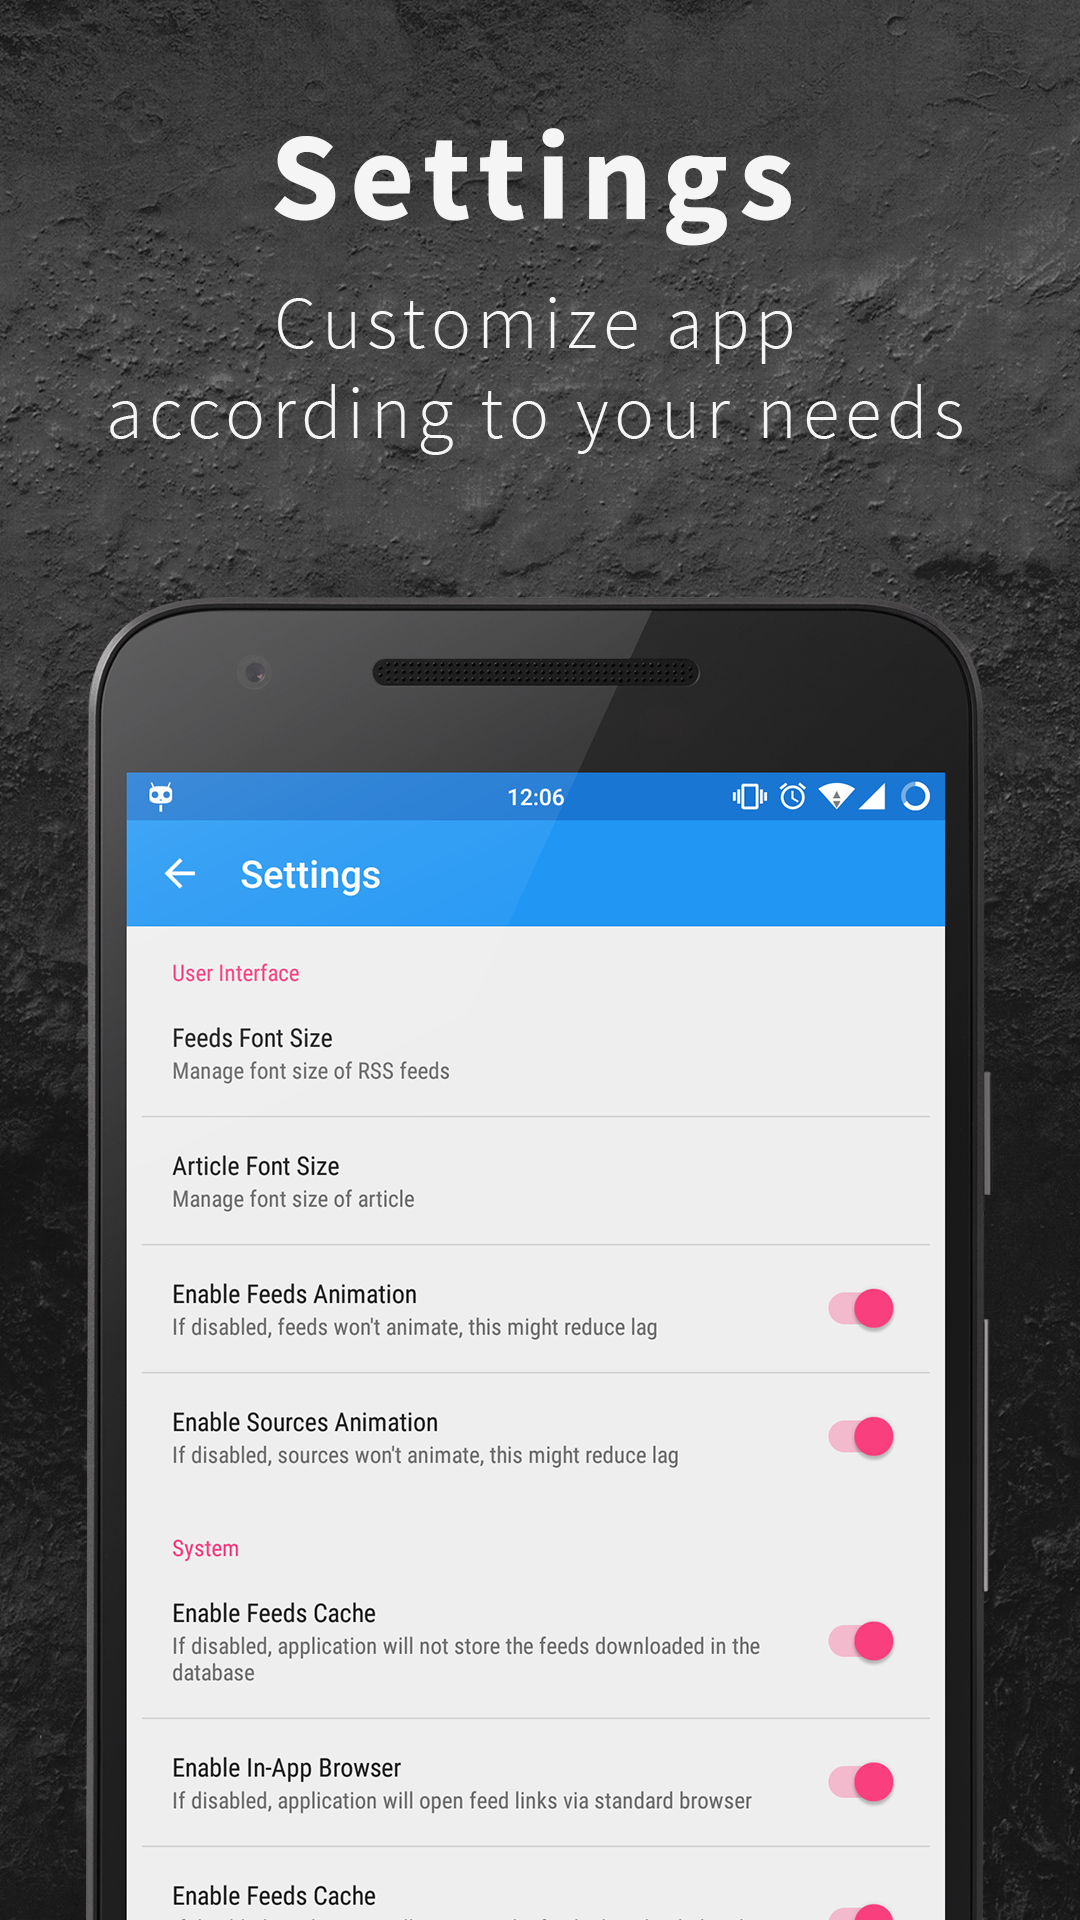 Settings
Customize app
according to your needs
12:06
Settings
User Interface
Feeds Font Size
Manage font size of RSS feeds
Article Font Size
Manage font size of article
Enable Feeds Animation
If disabled, feeds won't animate, this might reduce lag
Enable Sources Animation
If disabled, sources won't animate, this might reduce lag
System
Enable Feeds Cache
If disabled, application will not store the feeds downloaded in the
database
Enable In-App Browser
If disabled, application will open feed links via standard browser
Enable Feeds Cache